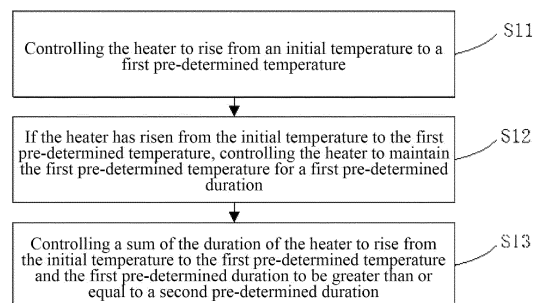 S11
Controlling the heater to rise from an initial temperature to a
first pre-determined temperature
S12
If the heater has risen from the initial temperature to the first
pre-determined temperature, controlling the heater to maintain
the first pre-determined temperature for a first pre-determined
duration
S13
Controlling a sum of the duration of the heater to rise from
the initial temperature to the first pre-determined temperature
and the first pre-determined duration to be greater than or
equal to a second pre-determined duration